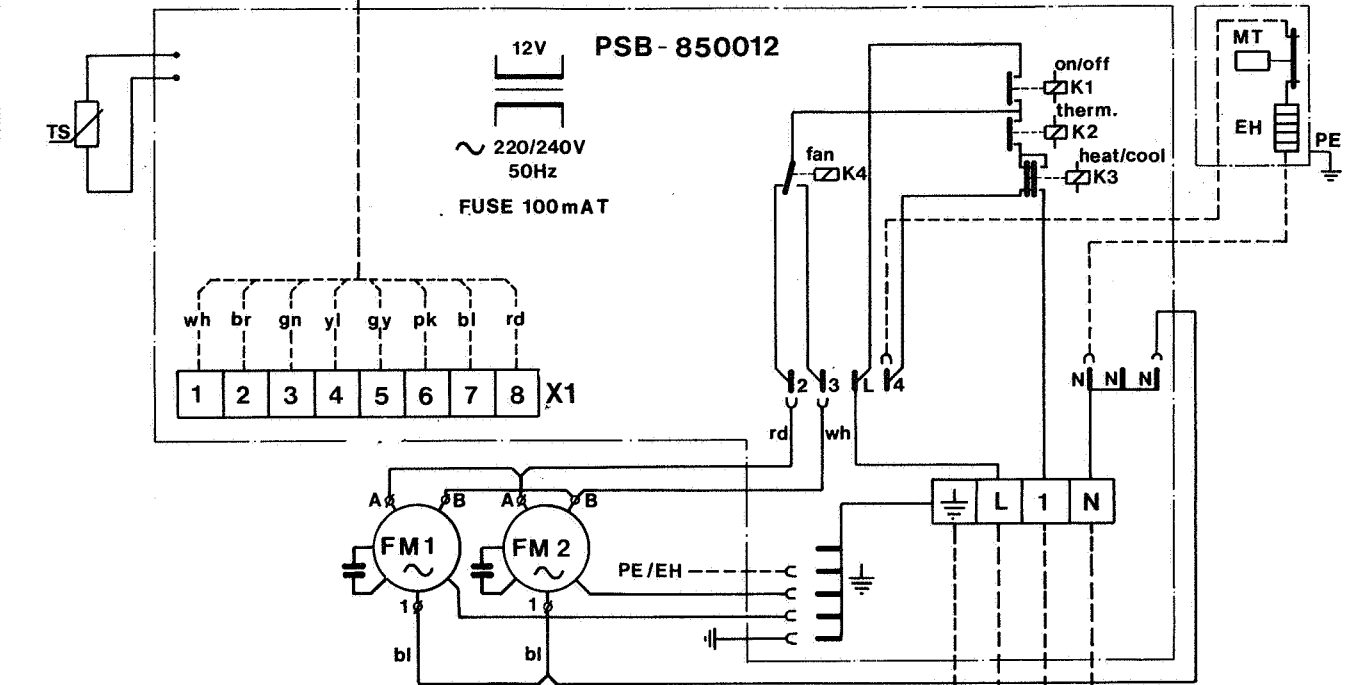 12V
PSB-850012
~ 220/240V
50Hz
FUSE 100mAT
TS
on/off
K1
therm.
K2
heat/cool
K3
fan
K4
MT
EH
PE
wh br gn yl gy pk bl rd
1 2 3 4 5 6 7 8 X1
2 3 L 4
N N N
rd wh
A B A B
L 1 N
FM1
FM2
PE/EH
1 1
bl bl